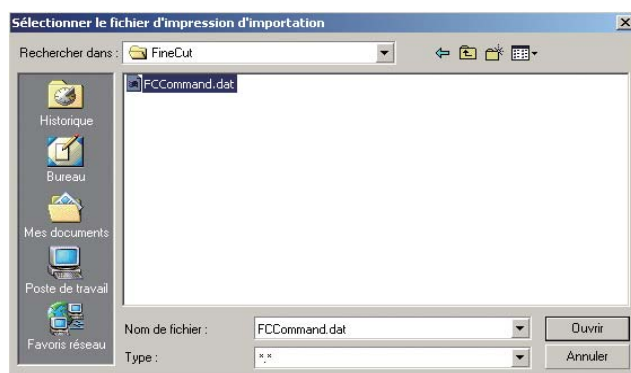 Sélectionner le fichier d'impression d'importation
Rechercher dans : FineCut
FCCommand.dat
Historique
Bureau
Mes documents
Poste de travail
Favoris réseau
Nom de fichier : FCCommand.dat Ouvrir
Type : *.* Annuler